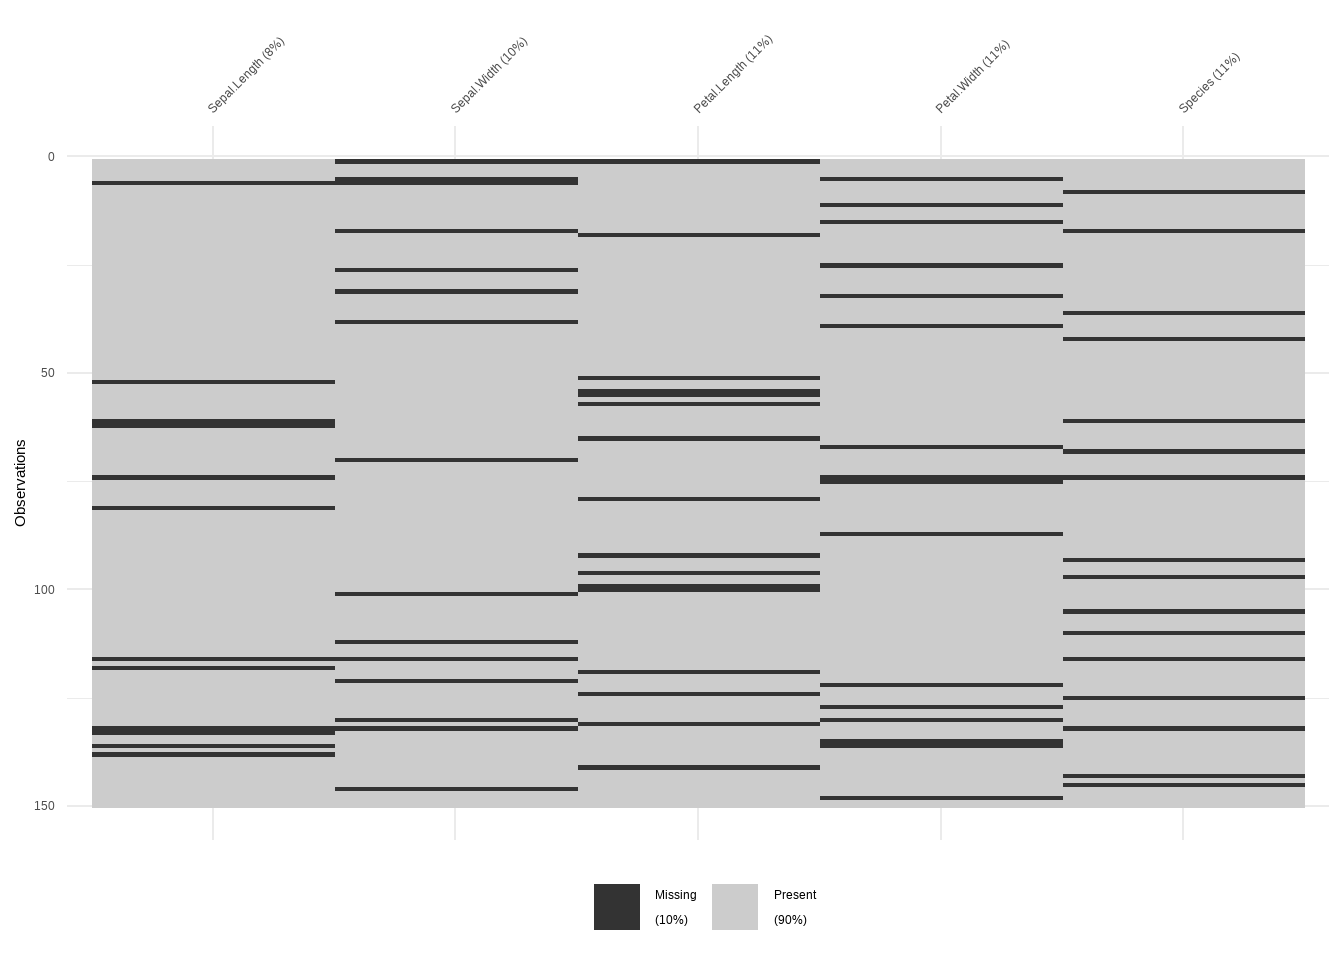 Sepal.Length (8%)
Sepal.Width (10%)
Petal.Length (11%)
Petal.Width (11%)
Species (11%)
0
50
100
150
Observations
Missing
(10%)
Present
(90%)